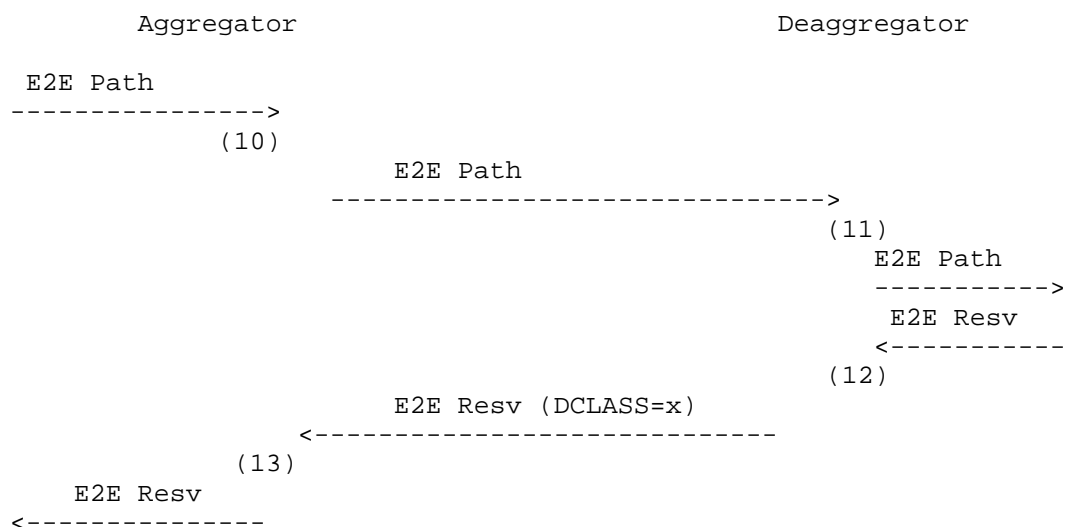 Aggregator Deaggregator
E2E Path
---------------->
(10)
E2E Path
------------------------------->
(11)
E2E Path
----------->
E2E Resv
<-----------
(12)
E2E Resv (DCLASS=x)
<-----------------------------
(13)
E2E Resv
<---------------